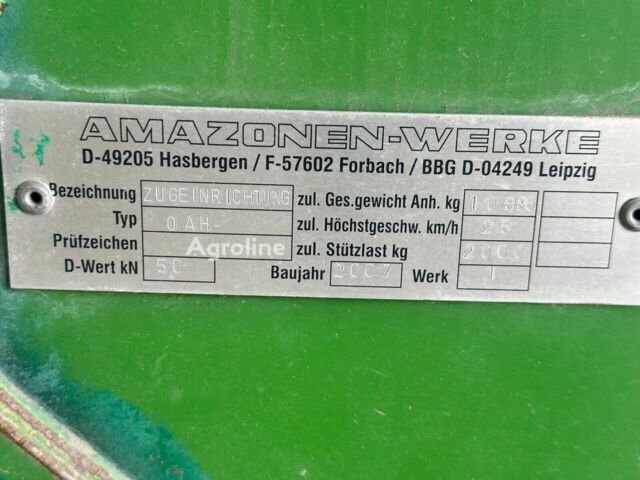 AMAZONEN-WERKE
D-49205 Hasbergen / F-57602 Forbach / BBG D-04249 Leipzig
Bezeichnung ZUGEINRICHTUNG zul. Ges.gewicht Anh. kg
Typ 0AH- zul. Höchstgeschw. km/h 25
Prüfzeichen Agroline zul. Stützlast kg 2000
D-Wert kN 50 Baujahr 2007 Werk 1